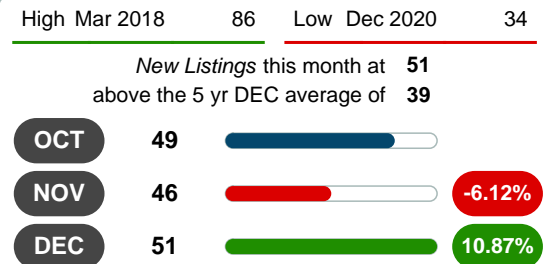 High Mar 2018 86 Low Dec 2020 34
New Listings this month at 51
above the 5 yr DEC average of 39
OCT 49
NOV 46 -6.12%
DEC 51 10.87%